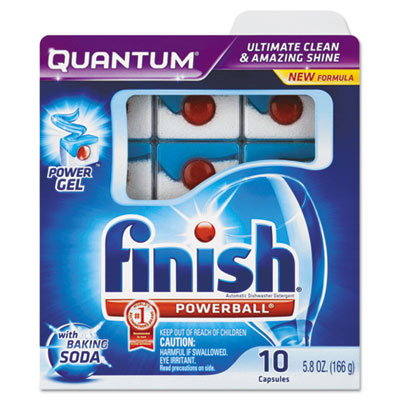 QUANTUM®
ULTIMATE CLEAN
& AMAZING SHINE
NEW FORMULA
POWER
GEL
finish®
Automatic Dishwasher Detergent
POWERBALL®
#1
with
BAKING
SODA
KEEP OUT OF REACH OF CHILDREN
CAUTION:
HARMFUL IF SWALLOWED.
EYE IRRITANT.
Read precautions on side.
10
Capsules
5.8 OZ. (166 g)